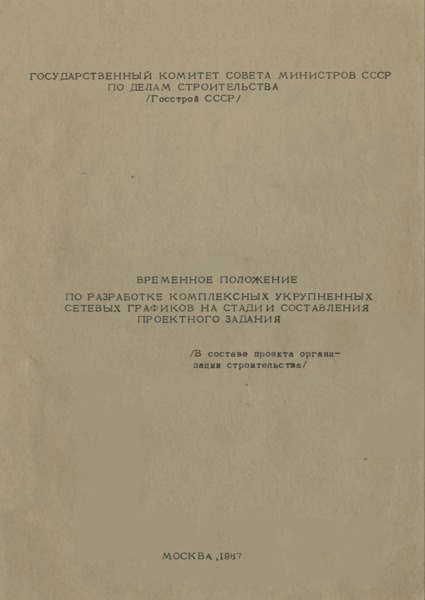 ГОСУДАРСТВЕННЫЙ КОМИТЕТ СОВЕТА МИНИСТРОВ СССР
ПО ДЕЛАМ СТРОИТЕЛЬСТВА
/Госстрой СССР/
ВРЕМЕННОЕ ПОЛОЖЕНИЕ
ПО РАЗРАБОТКЕ КОМПЛЕКСНЫХ УКРУПНЕННЫХ
СЕТЕВЫХ ГРАФИКОВ НА СТАДИИ СОСТАВЛЕНИЯ
ПРОЕКТНОГО ЗАДАНИЯ
/В составе проекта органи-
зации строительства/
МОСКВА, 1967